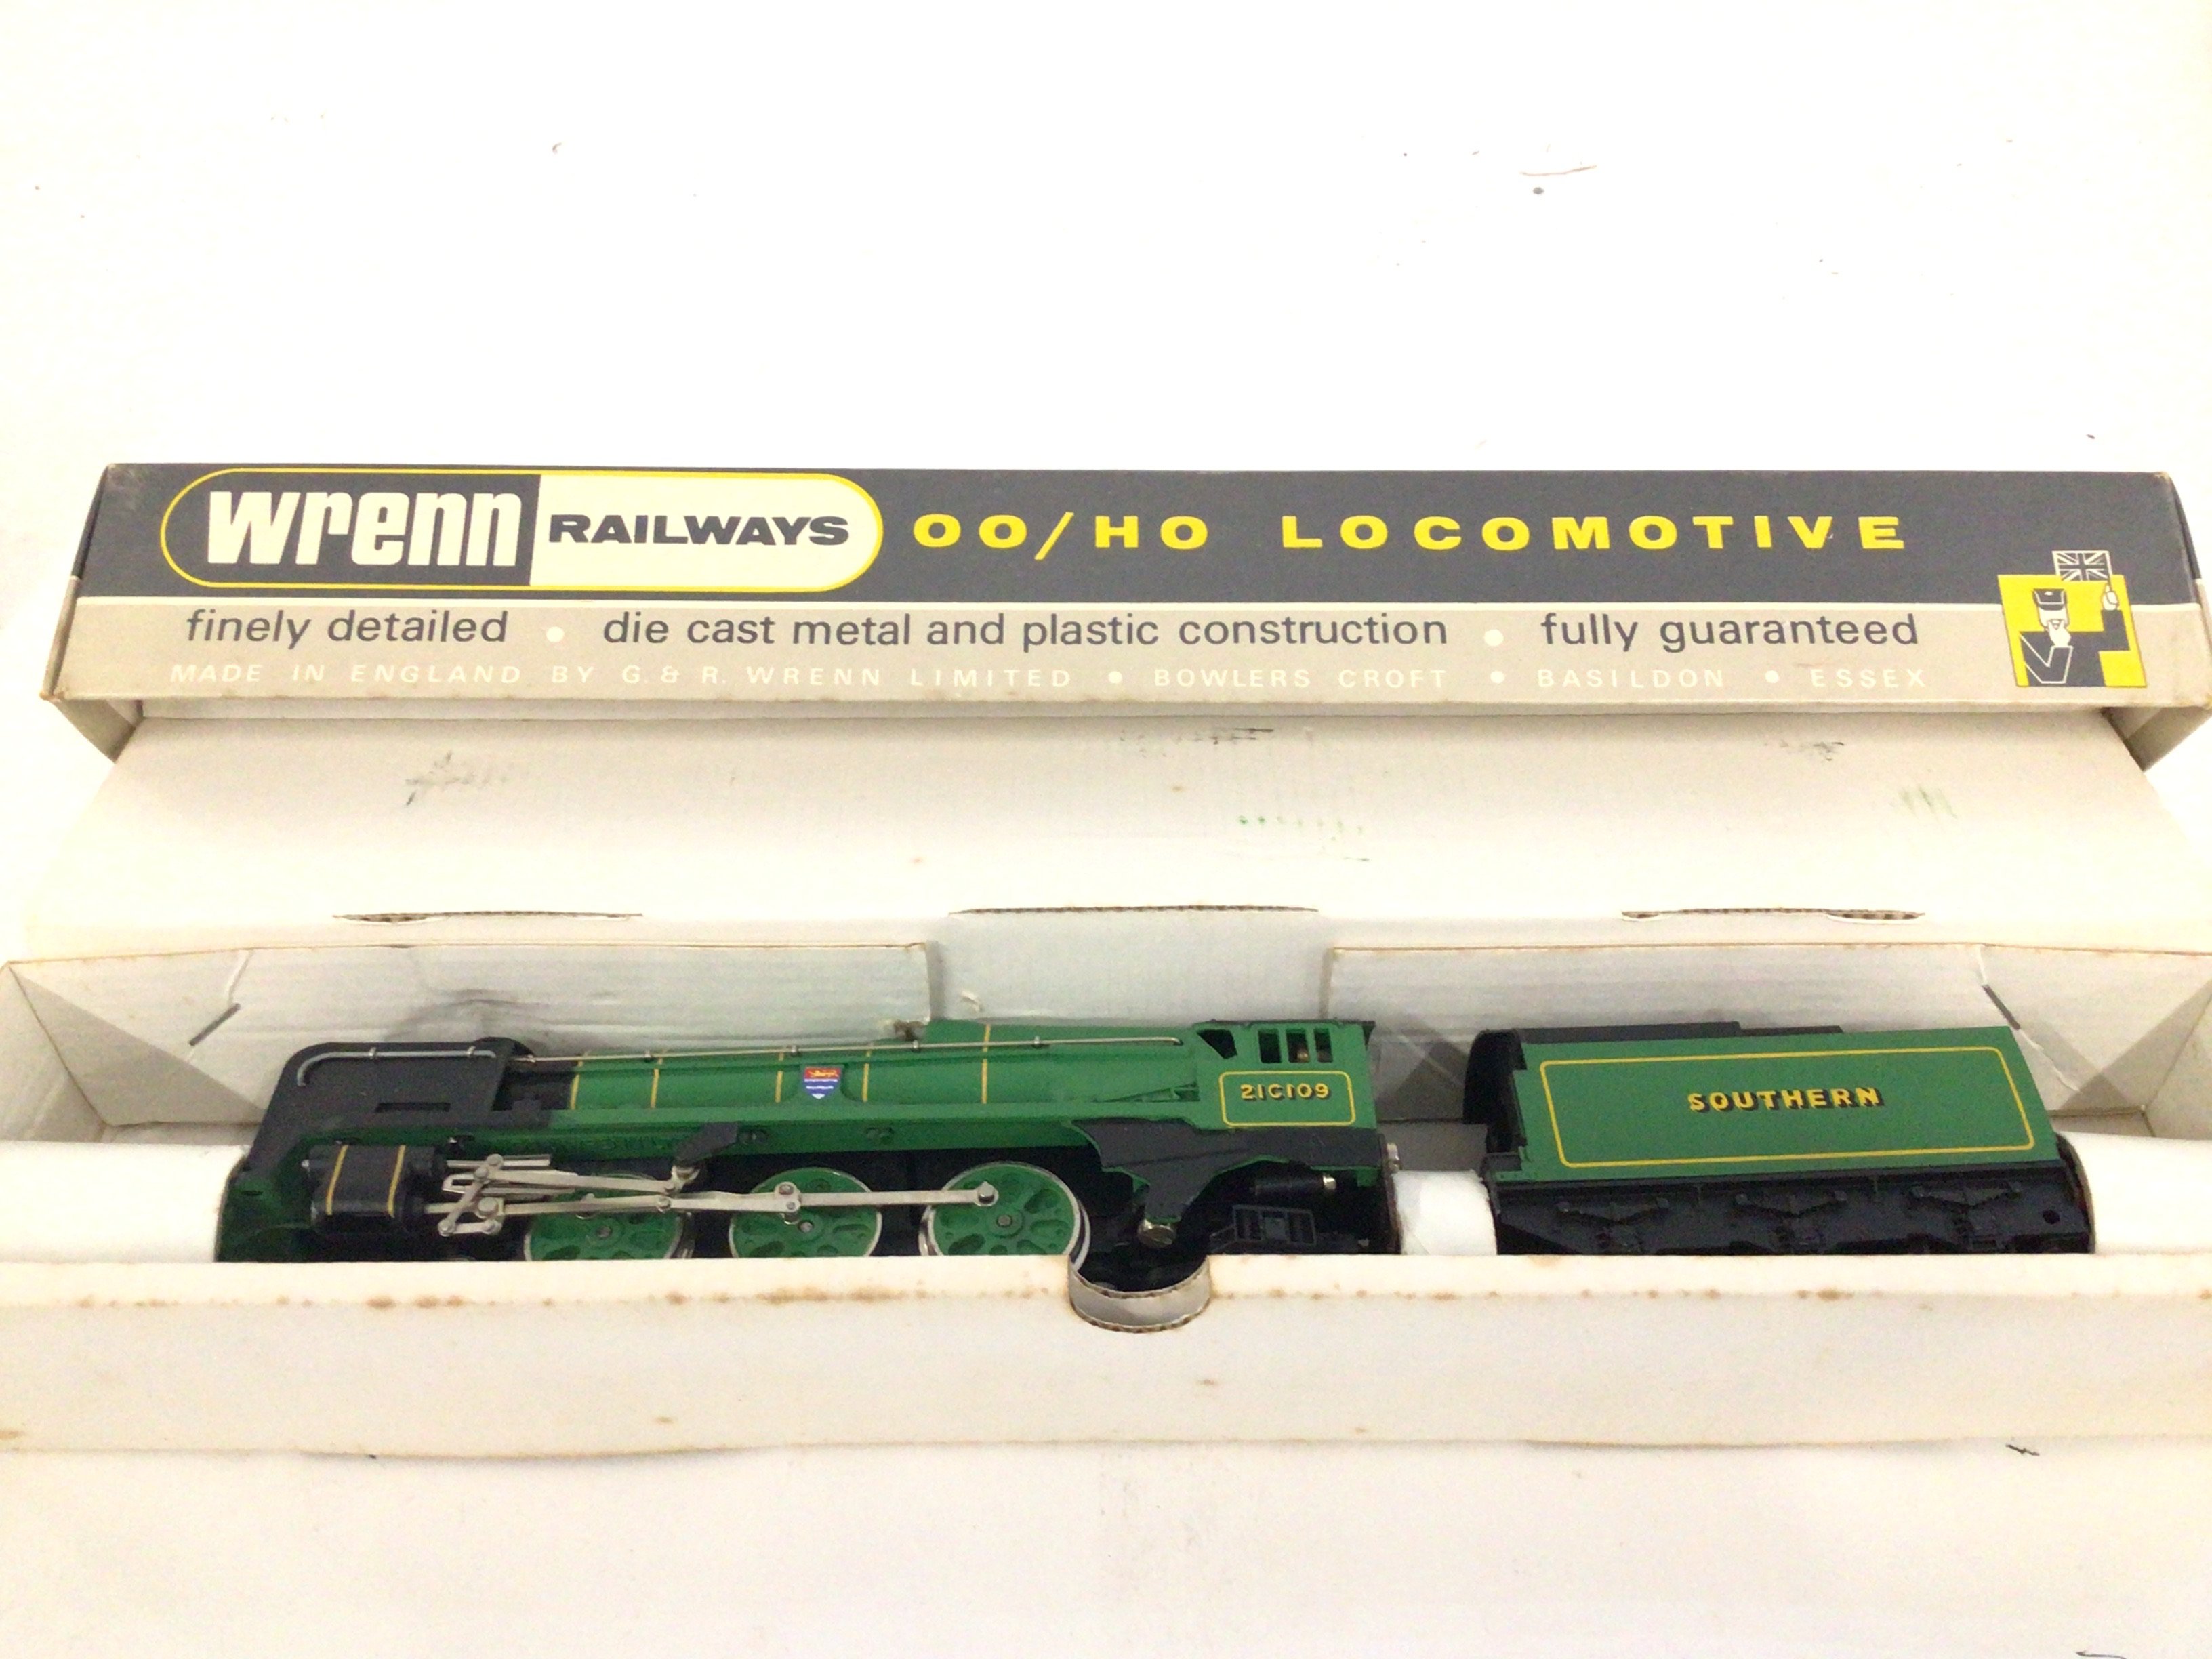 wrenn RAILWAYS OO/HO LOCOMOTIVE
finely detailed • die cast metal and plastic construction • fully guaranteed
MADE IN ENGLAND BY G. & R. WRENN LIMITED • BOWLERS CROFT • BASILDON • ESSEX
21C109
SOUTHERN